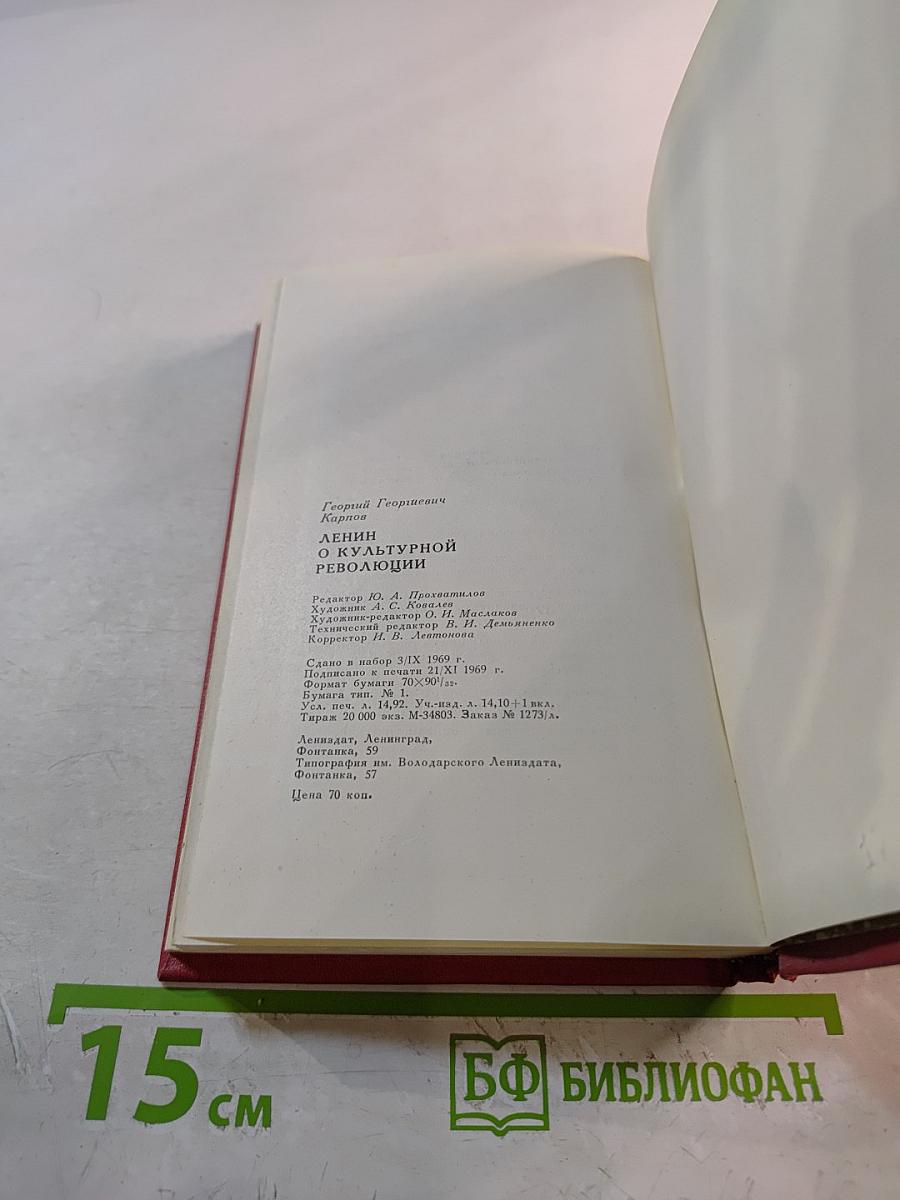 Георгий Георгиевич
Карпов
ЛЕНИН
О КУЛЬТУРНОЙ
РЕВОЛЮЦИИ
Редактор Ю. А. Прохватилов
Художник А. С. Ковалев
Художник-редактор О. И. Маслаков
Технический редактор В. И. Демьяненко
Корректор И. В. Левтонова
Сдано в набор 3/IX 1969 г.
Подписано к печати 21/XI 1969 г.
Формат бумаги 70×90¹/₃₂.
Бумага тип. № 1.
Усл. печ. л. 14,92. Уч.-изд. л. 14,10+1 вкл.
Тираж 20 000 экз. М-34803. Заказ № 1273/л.
Лениздат, Ленинград,
Фонтанка, 59
Типография им. Володарского Лениздата,
Фонтанка, 57
Цена 70 коп.
15 см
БФ БИБЛИОФАН